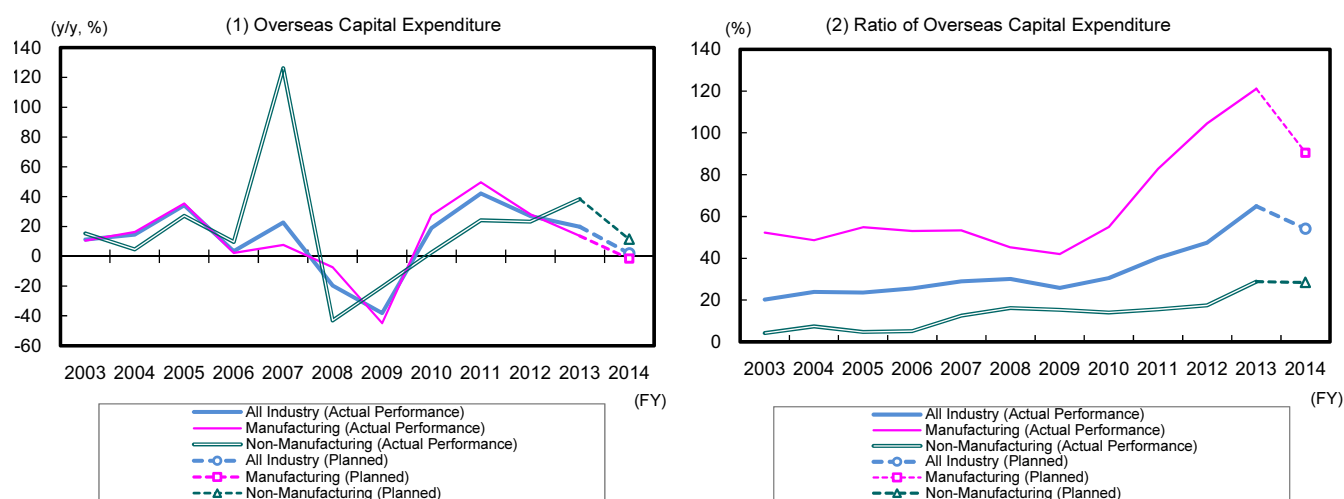 (1) Overseas Capital Expenditure
(y/y, %)
140
120
100
80
60
40
20
0
-20
-40
-60
2003 2004 2005 2006 2007 2008 2009 2010 2011 2012 2013 2014
(FY)
All Industry (Actual Performance)
Manufacturing (Actual Performance)
Non-Manufacturing (Actual Performance)
All Industry (Planned)
Manufacturing (Planned)
Non-Manufacturing (Planned)
(2) Ratio of Overseas Capital Expenditure
(%)
140
120
100
80
60
40
20
0
2003 2004 2005 2006 2007 2008 2009 2010 2011 2012 2013 2014
(FY)
All Industry (Actual Performance)
Manufacturing (Actual Performance)
Non-Manufacturing (Actual Performance)
All Industry (Planned)
Manufacturing (Planned)
Non-Manufacturing (Planned)